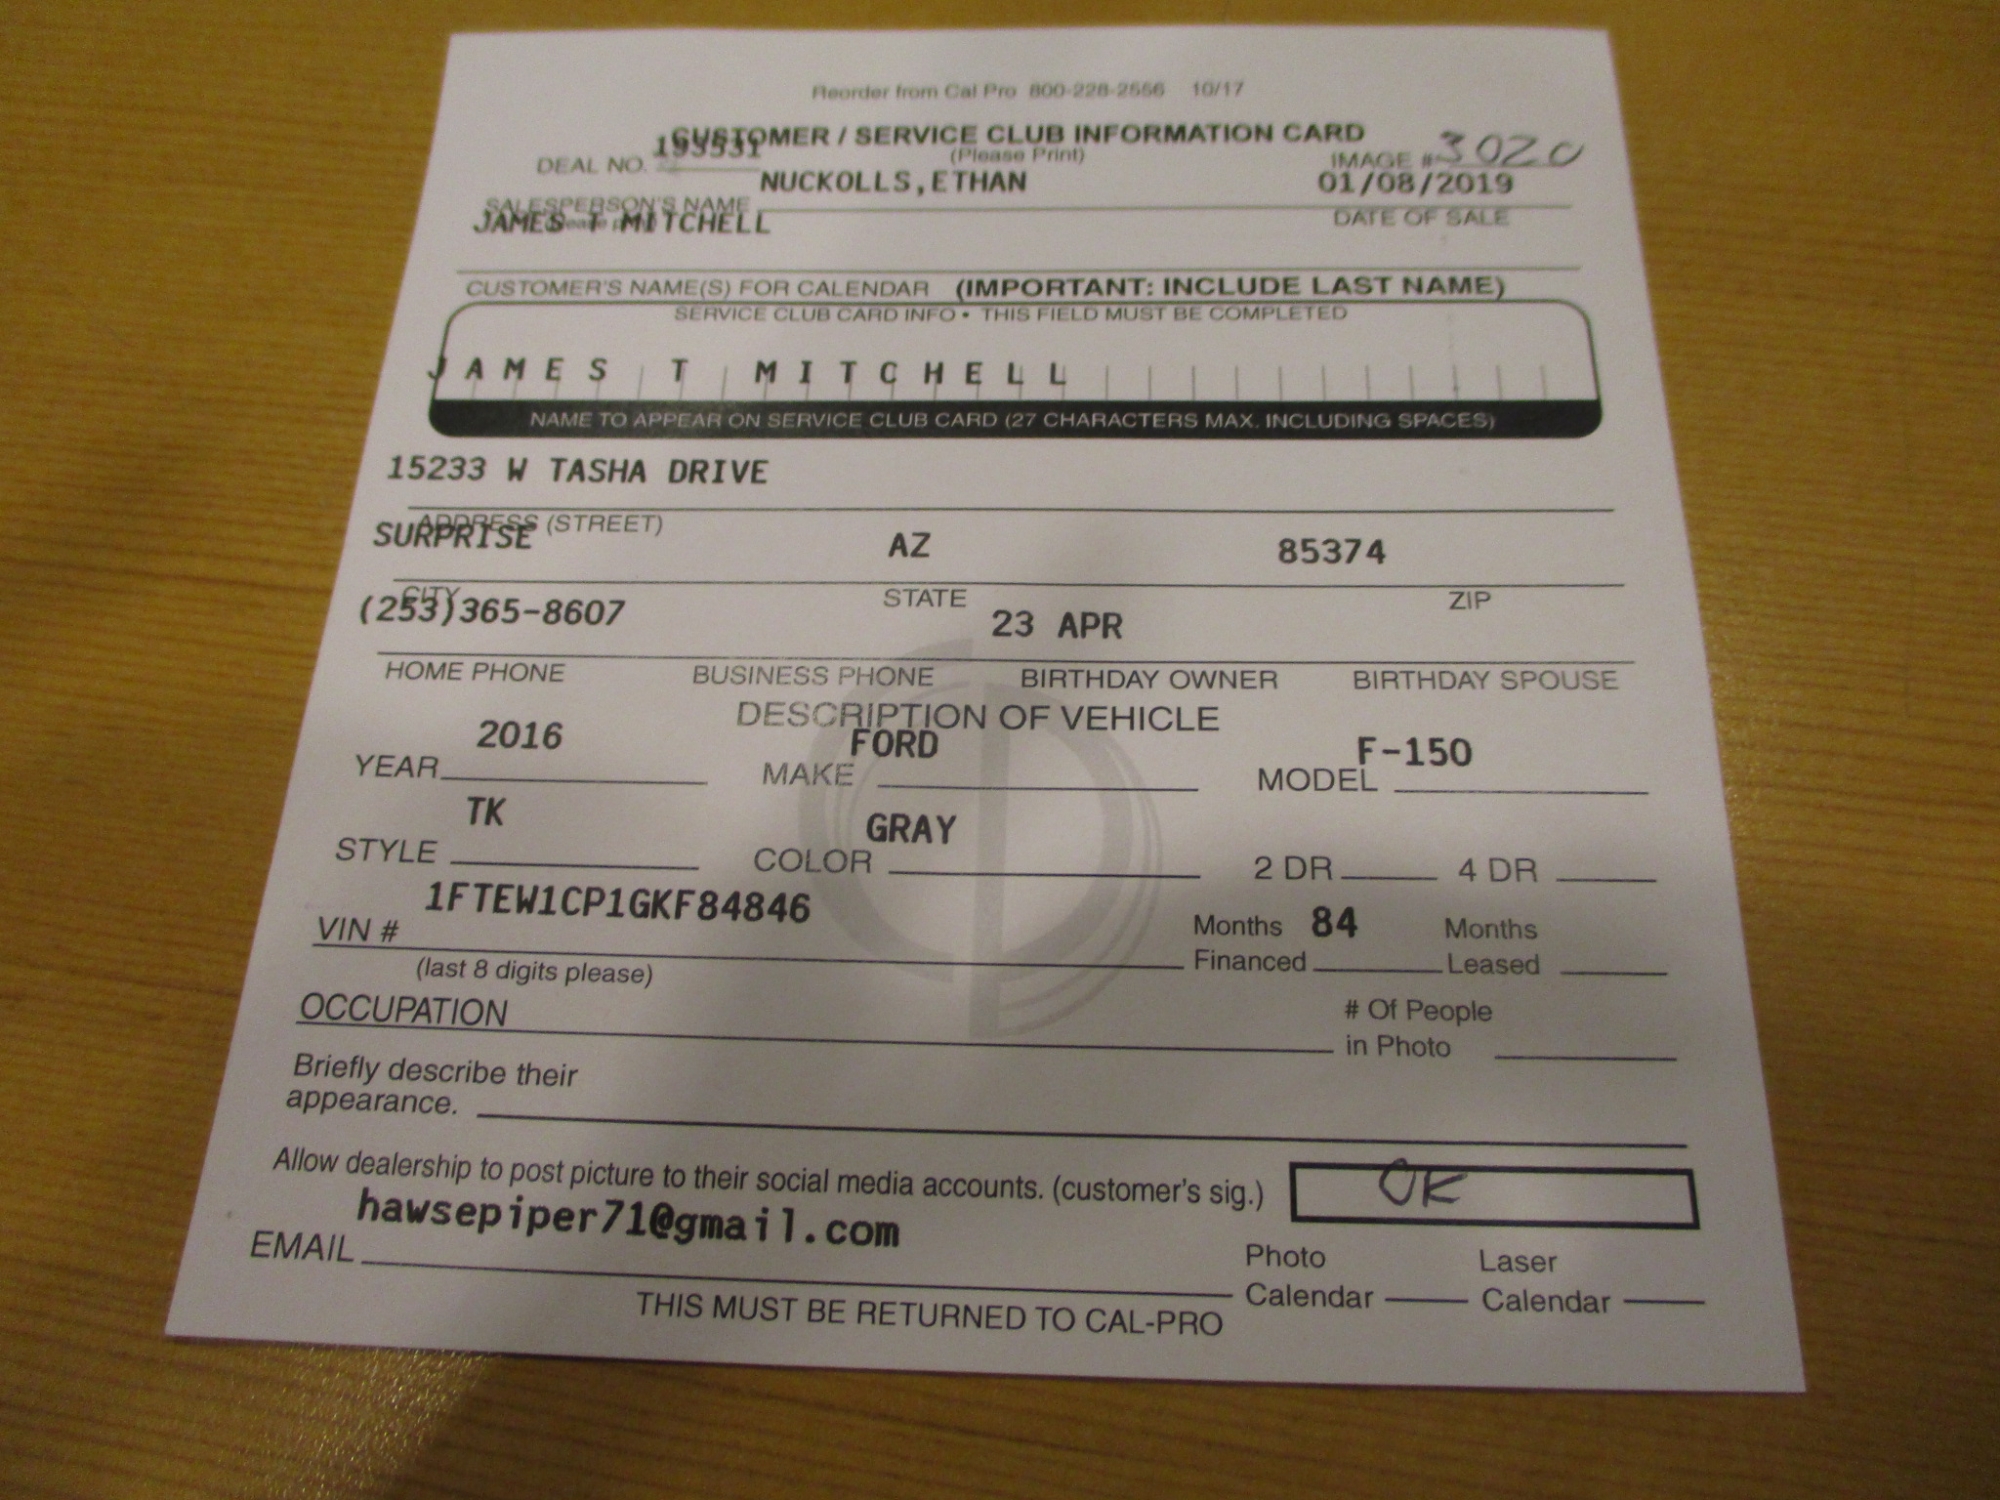 Reorder from Cal Pro 800-228-2556 10/17
CUSTOMER / SERVICE CLUB INFORMATION CARD
(Please Print)
DEAL NO. 193531 IMAGE # 3020
NUCKOLLS,ETHAN 01/08/2019
SALESPERSON'S NAME DATE OF SALE
JAMES T MITCHELL
CUSTOMER'S NAME(S) FOR CALENDAR (IMPORTANT: INCLUDE LAST NAME)
SERVICE CLUB CARD INFO • THIS FIELD MUST BE COMPLETED
JAMES T MITCHELL
NAME TO APPEAR ON SERVICE CLUB CARD (27 CHARACTERS MAX. INCLUDING SPACES)
15233 W TASHA DRIVE
ADDRESS (STREET)
SURPRISE AZ 85374
CITY STATE ZIP
(253)365-8607 23 APR
HOME PHONE BUSINESS PHONE BIRTHDAY OWNER BIRTHDAY SPOUSE
DESCRIPTION OF VEHICLE
YEAR 2016 MAKE FORD MODEL F-150
STYLE TK COLOR GRAY 2 DR 4 DR
VIN # 1FTEW1CP1GKF84846 Months Financed 84 Months Leased
(last 8 digits please)
OCCUPATION # Of People in Photo
Briefly describe their
appearance.
Allow dealership to post picture to their social media accounts. (customer's sig.) OK
EMAIL hawsepiper71@gmail.com
Photo Calendar Laser Calendar
THIS MUST BE RETURNED TO CAL-PRO